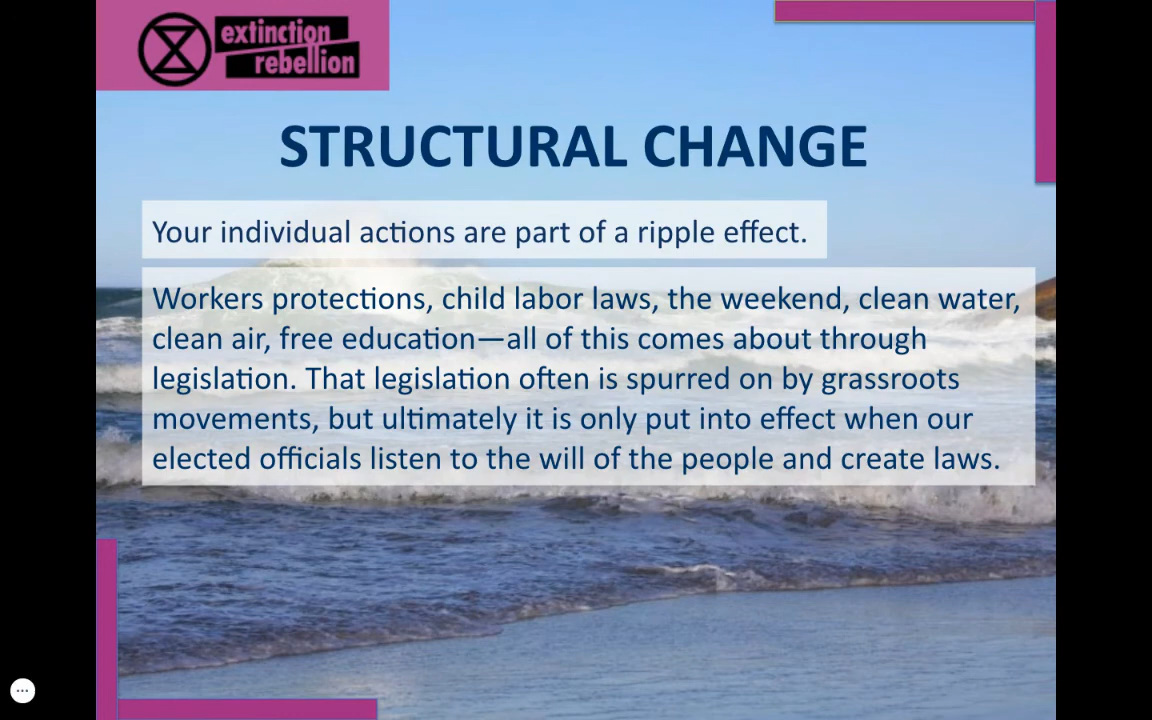 extinction
rebellion
STRUCTURAL CHANGE
Your individual actions are part of a ripple effect.
Workers protections, child labor laws, the weekend, clean water,
clean air, free education—all of this comes about through
legislation. That legislation often is spurred on by grassroots
movements, but ultimately it is only put into effect when our
elected officials listen to the will of the people and create laws.